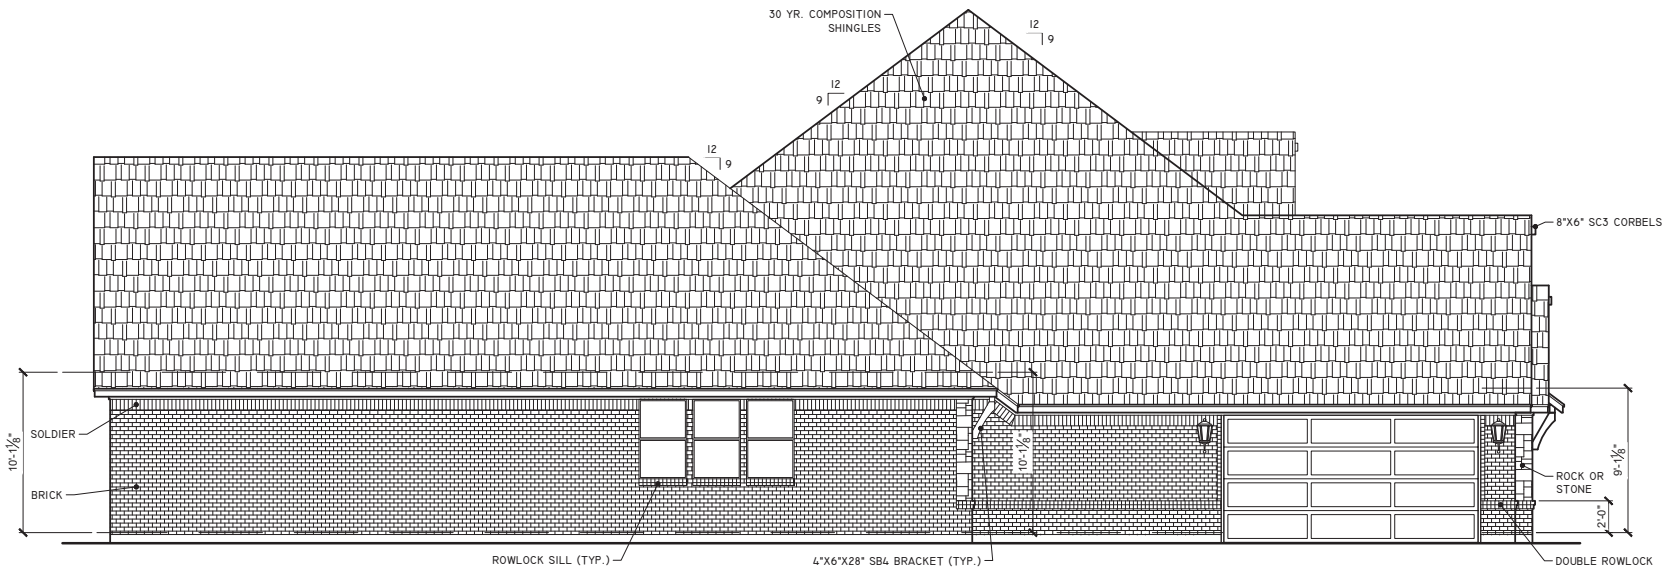 30 YR. COMPOSITION
SHINGLES
12
9
12
9
12
9
8"X6" SC3 CORBELS
10'-1⅛"
SOLDIER
BRICK
10'-1⅛"
9'-1⅛"
ROCK OR
STONE
2'-0"
ROWLOCK SILL (TYP.)
4"X6"X28" SB4 BRACKET (TYP.)
DOUBLE ROWLOCK